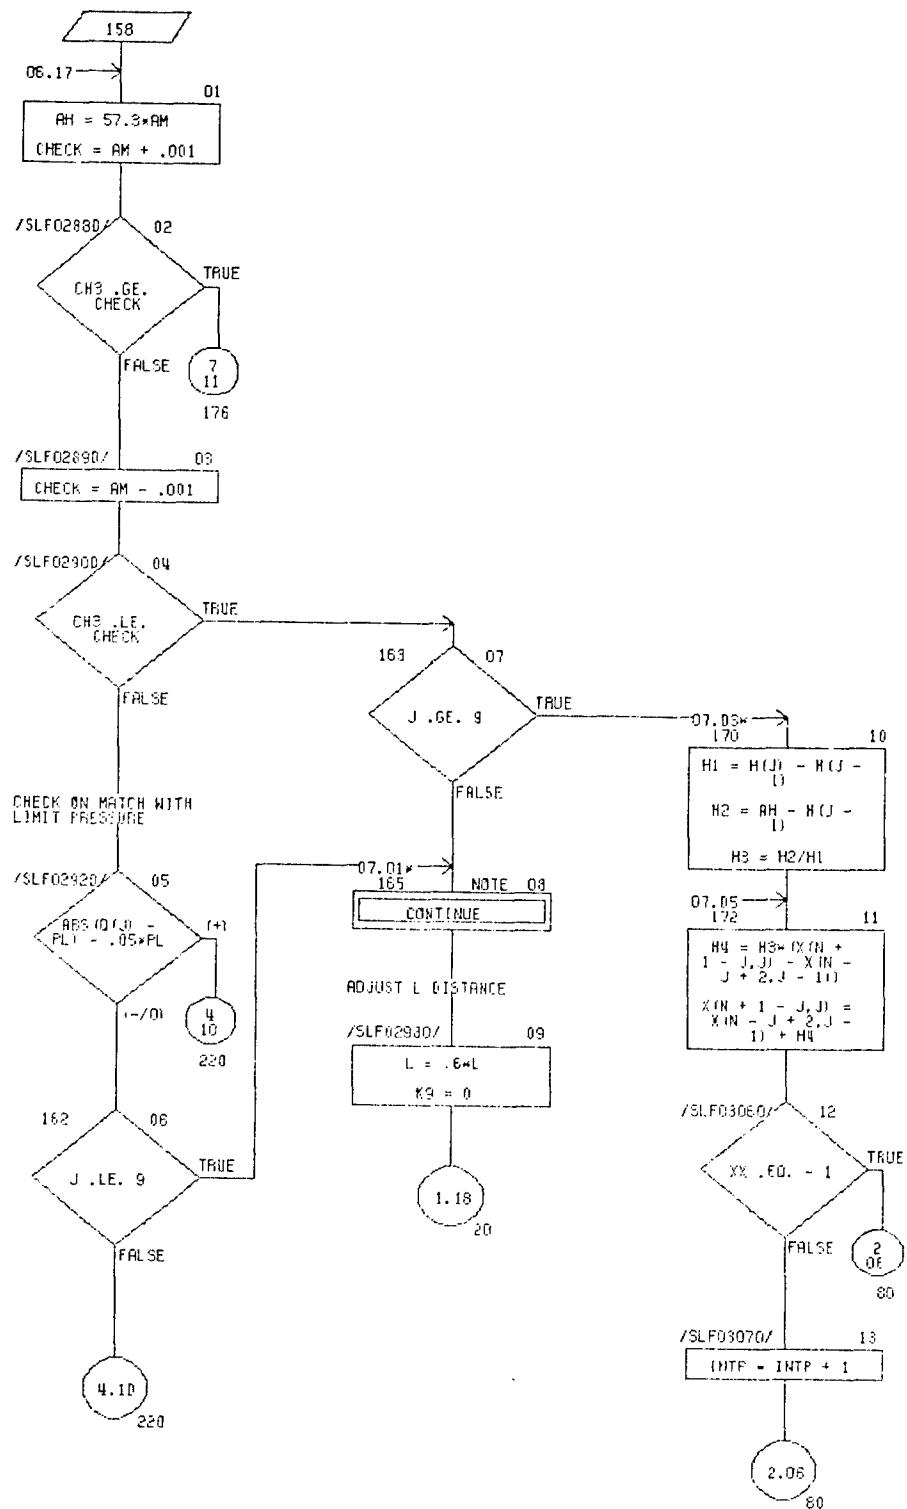 158
06.17
01
AH = 57.3*AM
CHECK = AM + .001
/SLF02880/
02
CH3 .GE.
CHECK
TRUE
FALSE
7
11
176
/SLF02890/
03
CHECK = AM - .001
/SLF02900/
04
CH3 .LE.
CHECK
TRUE
FALSE
CHECK ON MATCH WITH
LIMIT PRESSURE
/SLF02920/
05
ABS(Q(J) -
PL) - .05*PL
(+)
(-/0)
4
10
220
162
06
J .LE. 9
TRUE
FALSE
4.10
220
163
07
J .GE. 9
TRUE
FALSE
07.01*
165
NOTE 08
CONTINUE
ADJUST L DISTANCE
/SLF02980/
09
L = .6*L
K9 = 0
1.18
20
07.03*
170
10
H1 = H(J) - H(J -
1)
H2 = AH - H(J -
1)
H3 = H2/H1
07.05
172
11
H4 = H3*(X(N +
1 - J,J) - X(N -
J + 2,J - 1))
X(N + 1 - J,J) =
X(N - J + 2,J -
1) + H4
/SLF03060/
12
XX .EQ. - 1
TRUE
FALSE
2
06
80
/SLF03070/
13
INTP = INTP + 1
2.06
80